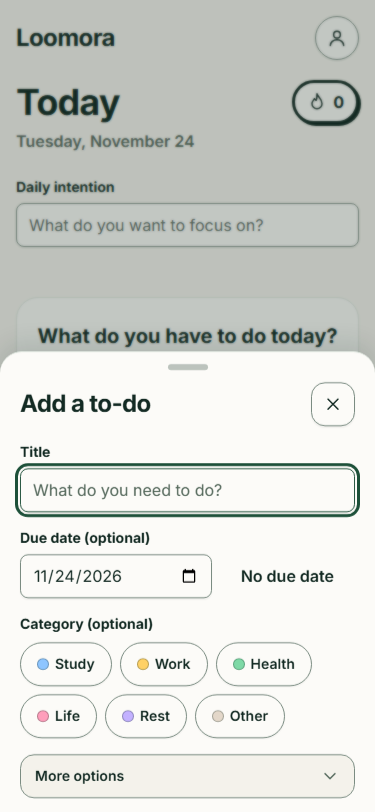 Loomora
Today
0
Tuesday, November 24
Daily intention
What do you want to focus on?
What do you have to do today?
Add a to-do
Title
What do you need to do?
Due date (optional)
11/24/2026
No due date
Category (optional)
Study
Work
Health
Life
Rest
Other
More options